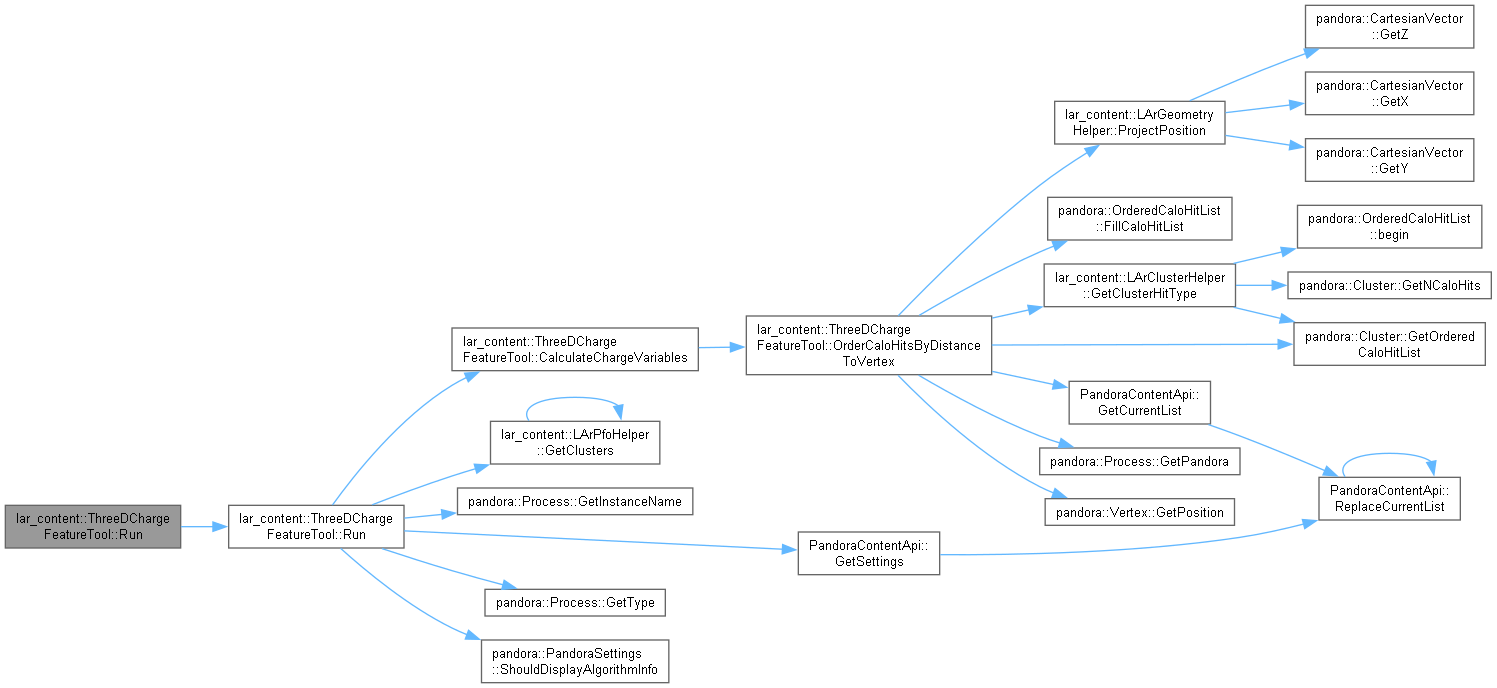 lar_content::ThreeDCharge
FeatureTool::Run
lar_content::ThreeDCharge
FeatureTool::Run
lar_content::ThreeDCharge
FeatureTool::CalculateChargeVariables
lar_content::LArPfoHelper
::GetClusters
pandora::Process::GetInstanceName
PandoraContentApi::
GetSettings
pandora::Process::GetType
pandora::PandoraSettings
::ShouldDisplayAlgorithmInfo
lar_content::ThreeDCharge
FeatureTool::OrderCaloHitsByDistance
ToVertex
lar_content::LArGeometry
Helper::ProjectPosition
pandora::OrderedCaloHitList
::FillCaloHitList
lar_content::LArClusterHelper
::GetClusterHitType
PandoraContentApi::
GetCurrentList
pandora::Process::GetPandora
pandora::Vertex::GetPosition
pandora::CartesianVector
::GetZ
pandora::CartesianVector
::GetX
pandora::CartesianVector
::GetY
pandora::OrderedCaloHitList
::begin
pandora::Cluster::GetNCaloHits
pandora::Cluster::GetOrdered
CaloHitList
PandoraContentApi::
ReplaceCurrentList